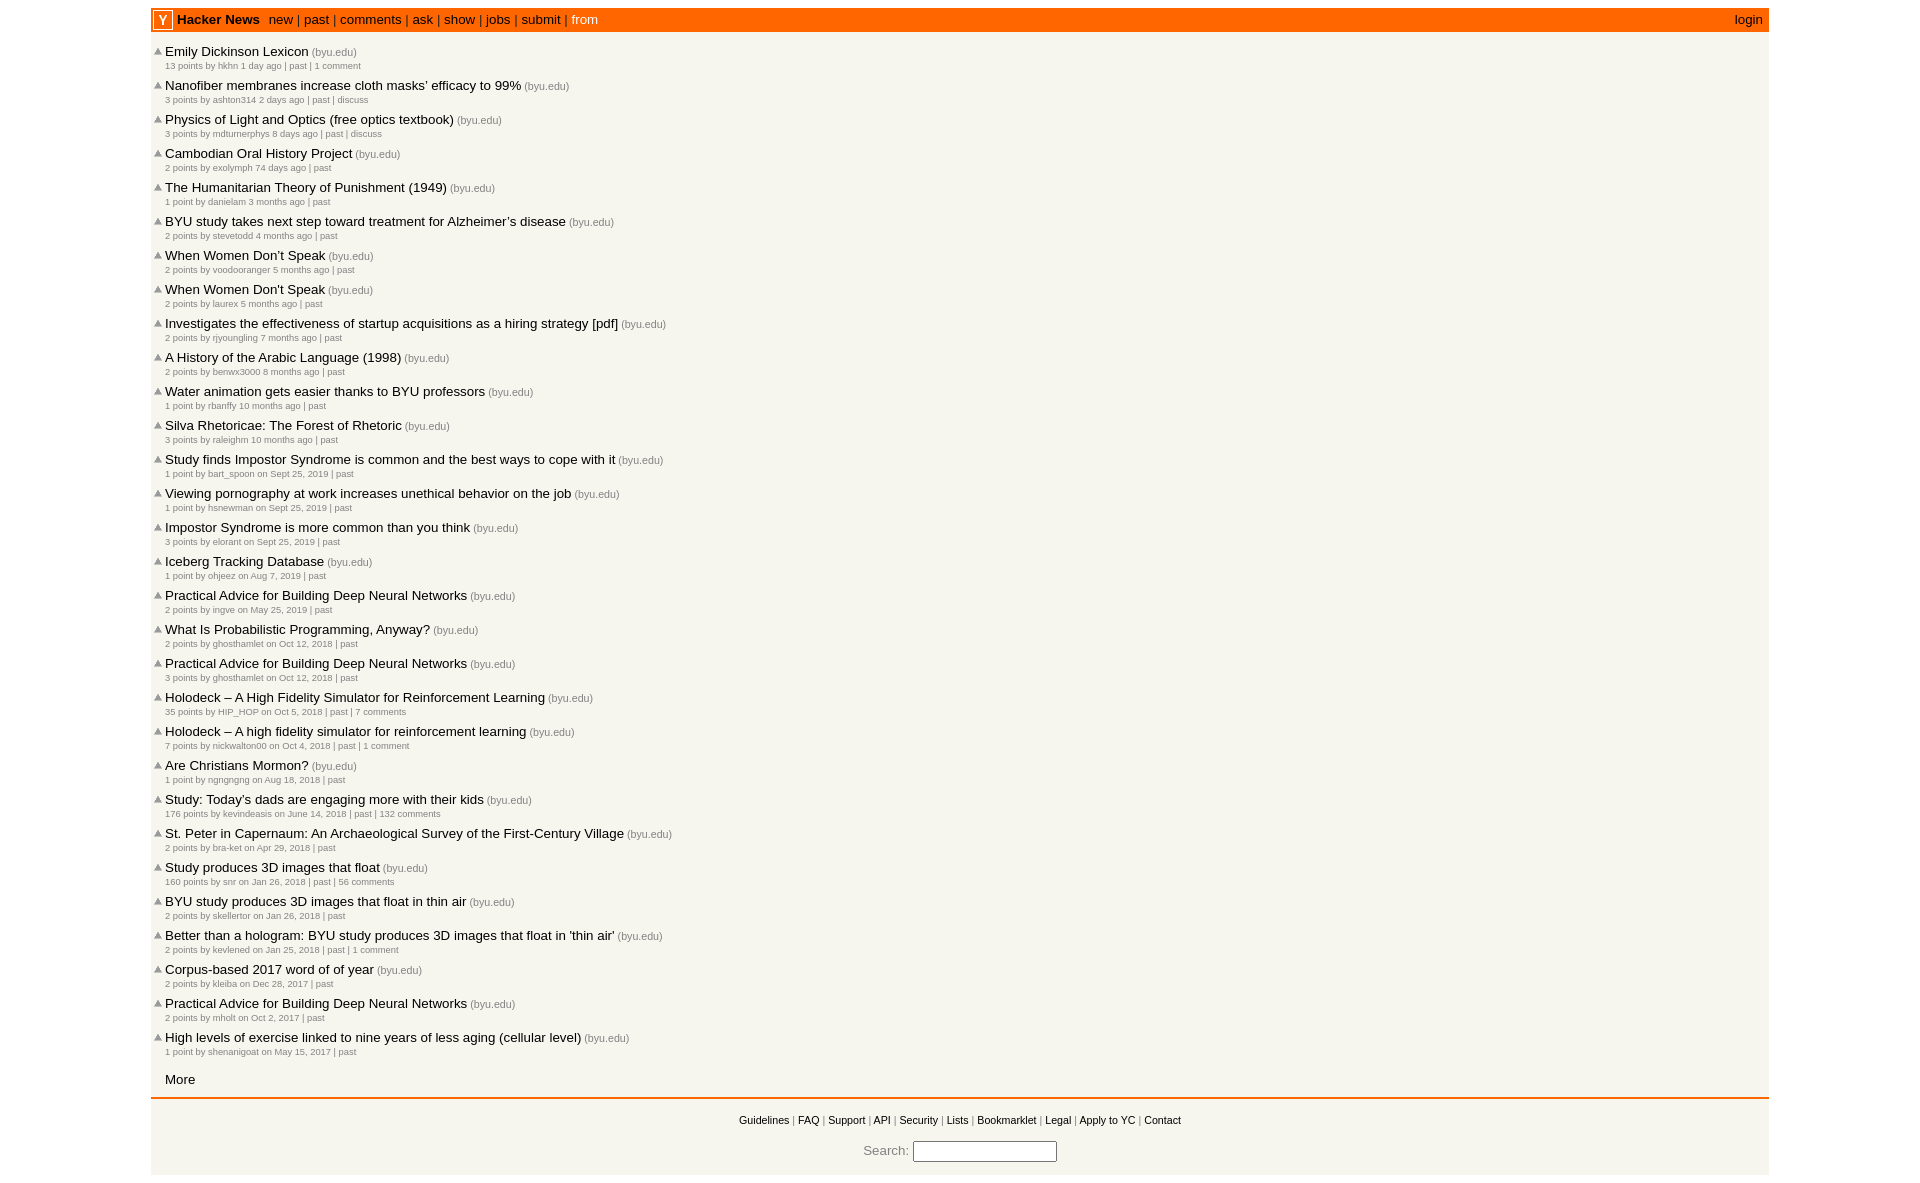 Y Hacker News new | past | comments | ask | show | jobs | submit | from login
Emily Dickinson Lexicon (byu.edu)
13 points by hkhn 1 day ago | past | 1 comment
Nanofiber membranes increase cloth masks’ efficacy to 99% (byu.edu)
3 points by ashton314 2 days ago | past | discuss
Physics of Light and Optics (free optics textbook) (byu.edu)
3 points by mdturnerphys 8 days ago | past | discuss
Cambodian Oral History Project (byu.edu)
2 points by exolymph 74 days ago | past
The Humanitarian Theory of Punishment (1949) (byu.edu)
1 point by danielam 3 months ago | past
BYU study takes next step toward treatment for Alzheimer’s disease (byu.edu)
2 points by stevetodd 4 months ago | past
When Women Don’t Speak (byu.edu)
2 points by voodooranger 5 months ago | past
When Women Don't Speak (byu.edu)
2 points by laurex 5 months ago | past
Investigates the effectiveness of startup acquisitions as a hiring strategy [pdf] (byu.edu)
2 points by rjyoungling 7 months ago | past
A History of the Arabic Language (1998) (byu.edu)
2 points by benwx3000 8 months ago | past
Water animation gets easier thanks to BYU professors (byu.edu)
1 point by rbanffy 10 months ago | past
Silva Rhetoricae: The Forest of Rhetoric (byu.edu)
3 points by raleighm 10 months ago | past
Study finds Impostor Syndrome is common and the best ways to cope with it (byu.edu)
1 point by bart_spoon on Sept 25, 2019 | past
Viewing pornography at work increases unethical behavior on the job (byu.edu)
1 point by hsnewman on Sept 25, 2019 | past
Impostor Syndrome is more common than you think (byu.edu)
3 points by elorant on Sept 25, 2019 | past
Iceberg Tracking Database (byu.edu)
1 point by ohjeez on Aug 7, 2019 | past
Practical Advice for Building Deep Neural Networks (byu.edu)
2 points by ingve on May 25, 2019 | past
What Is Probabilistic Programming, Anyway? (byu.edu)
2 points by ghosthamlet on Oct 12, 2018 | past
Practical Advice for Building Deep Neural Networks (byu.edu)
3 points by ghosthamlet on Oct 12, 2018 | past
Holodeck – A High Fidelity Simulator for Reinforcement Learning (byu.edu)
35 points by HIP_HOP on Oct 5, 2018 | past | 7 comments
Holodeck – A high fidelity simulator for reinforcement learning (byu.edu)
7 points by nickwalton00 on Oct 4, 2018 | past | 1 comment
Are Christians Mormon? (byu.edu)
1 point by ngngngng on Aug 18, 2018 | past
Study: Today’s dads are engaging more with their kids (byu.edu)
176 points by kevindeasis on June 14, 2018 | past | 132 comments
St. Peter in Capernaum: An Archaeological Survey of the First-Century Village (byu.edu)
2 points by bra-ket on Apr 29, 2018 | past
Study produces 3D images that float (byu.edu)
160 points by snr on Jan 26, 2018 | past | 56 comments
BYU study produces 3D images that float in thin air (byu.edu)
2 points by skellertor on Jan 26, 2018 | past
Better than a hologram: BYU study produces 3D images that float in 'thin air' (byu.edu)
2 points by kevlened on Jan 25, 2018 | past | 1 comment
Corpus-based 2017 word of of year (byu.edu)
2 points by kleiba on Dec 28, 2017 | past
Practical Advice for Building Deep Neural Networks (byu.edu)
2 points by mholt on Oct 2, 2017 | past
High levels of exercise linked to nine years of less aging (cellular level) (byu.edu)
1 point by shenanigoat on May 15, 2017 | past
More
Guidelines | FAQ | Support | API | Security | Lists | Bookmarklet | Legal | Apply to YC | Contact
Search: